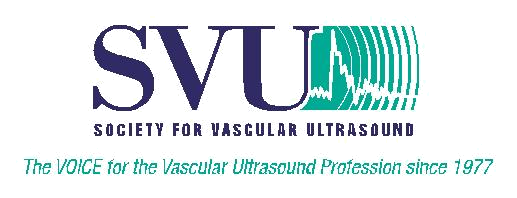 SVU
SOCIETY FOR VASCULAR ULTRASOUND
The VOICE for the Vascular Ultrasound Profession since 1977